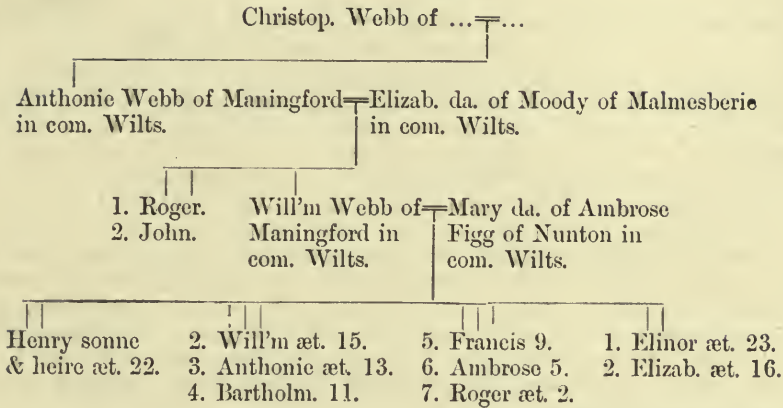 Christop. Webb of ...=...
Anthonie Webb of Maningford=Elizab. da. of Moody of Malmesberie
in com. Wilts. in com. Wilts.
1. Roger. Will'm Webb of=Mary da. of Ambrose
2. John. Maningford in Figg of Nunton in
com. Wilts. com. Wilts.
Henry sonne 2. Will'm æt. 15. 5. Francis 9. 1. Elinor æt. 23.
& heire æt. 22. 3. Anthonie æt. 13. 6. Ambrose 5. 2. Elizab. æt. 16.
4. Bartholm. 11. 7. Roger æt. 2.